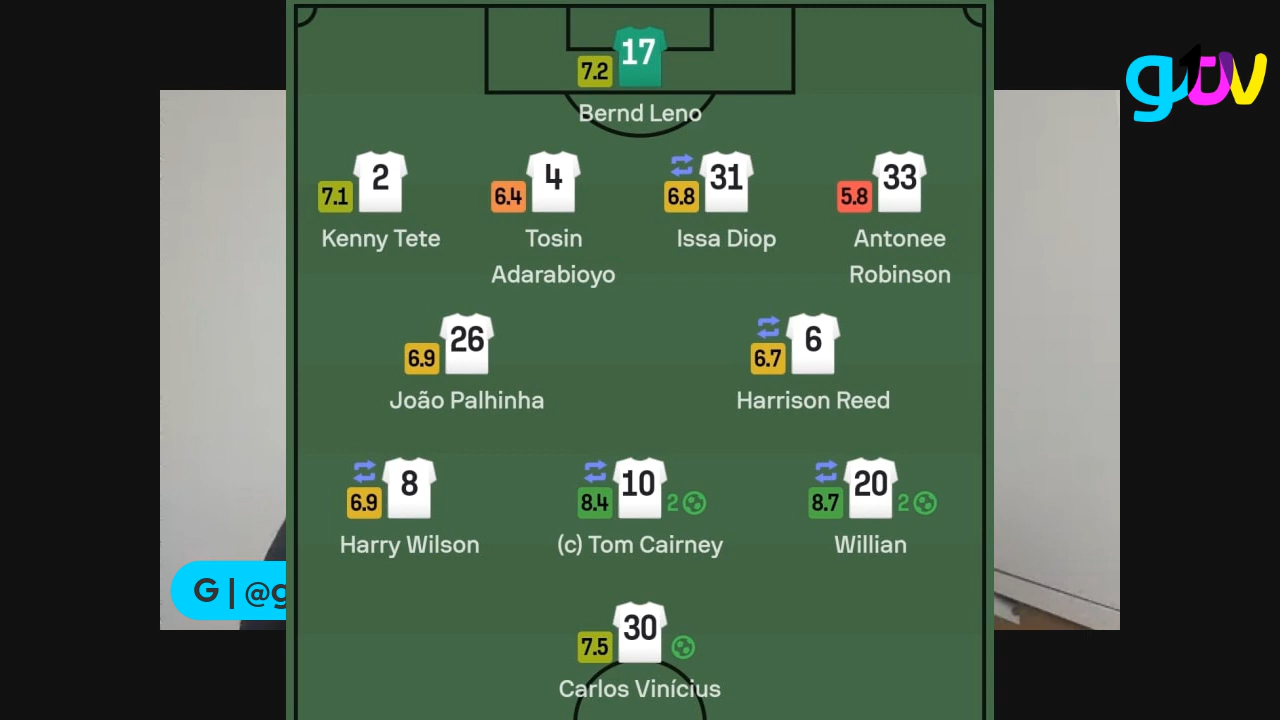 17
7.2
Bernd Leno
gtv
2
31
4
33
7.1
6.4
6.8
5.8
Kenny Tete
Tosin
Adarabioyo
Issa Diop
Antonee
Robinson
26
6
6.9
6.7
João Palhinha
Harrison Reed
8
10
20
6.9
8.4
2
8.7
2
Harry Wilson
(c) Tom Cairney
Willian
G | @g
30
7.5
Carlos Vinícius